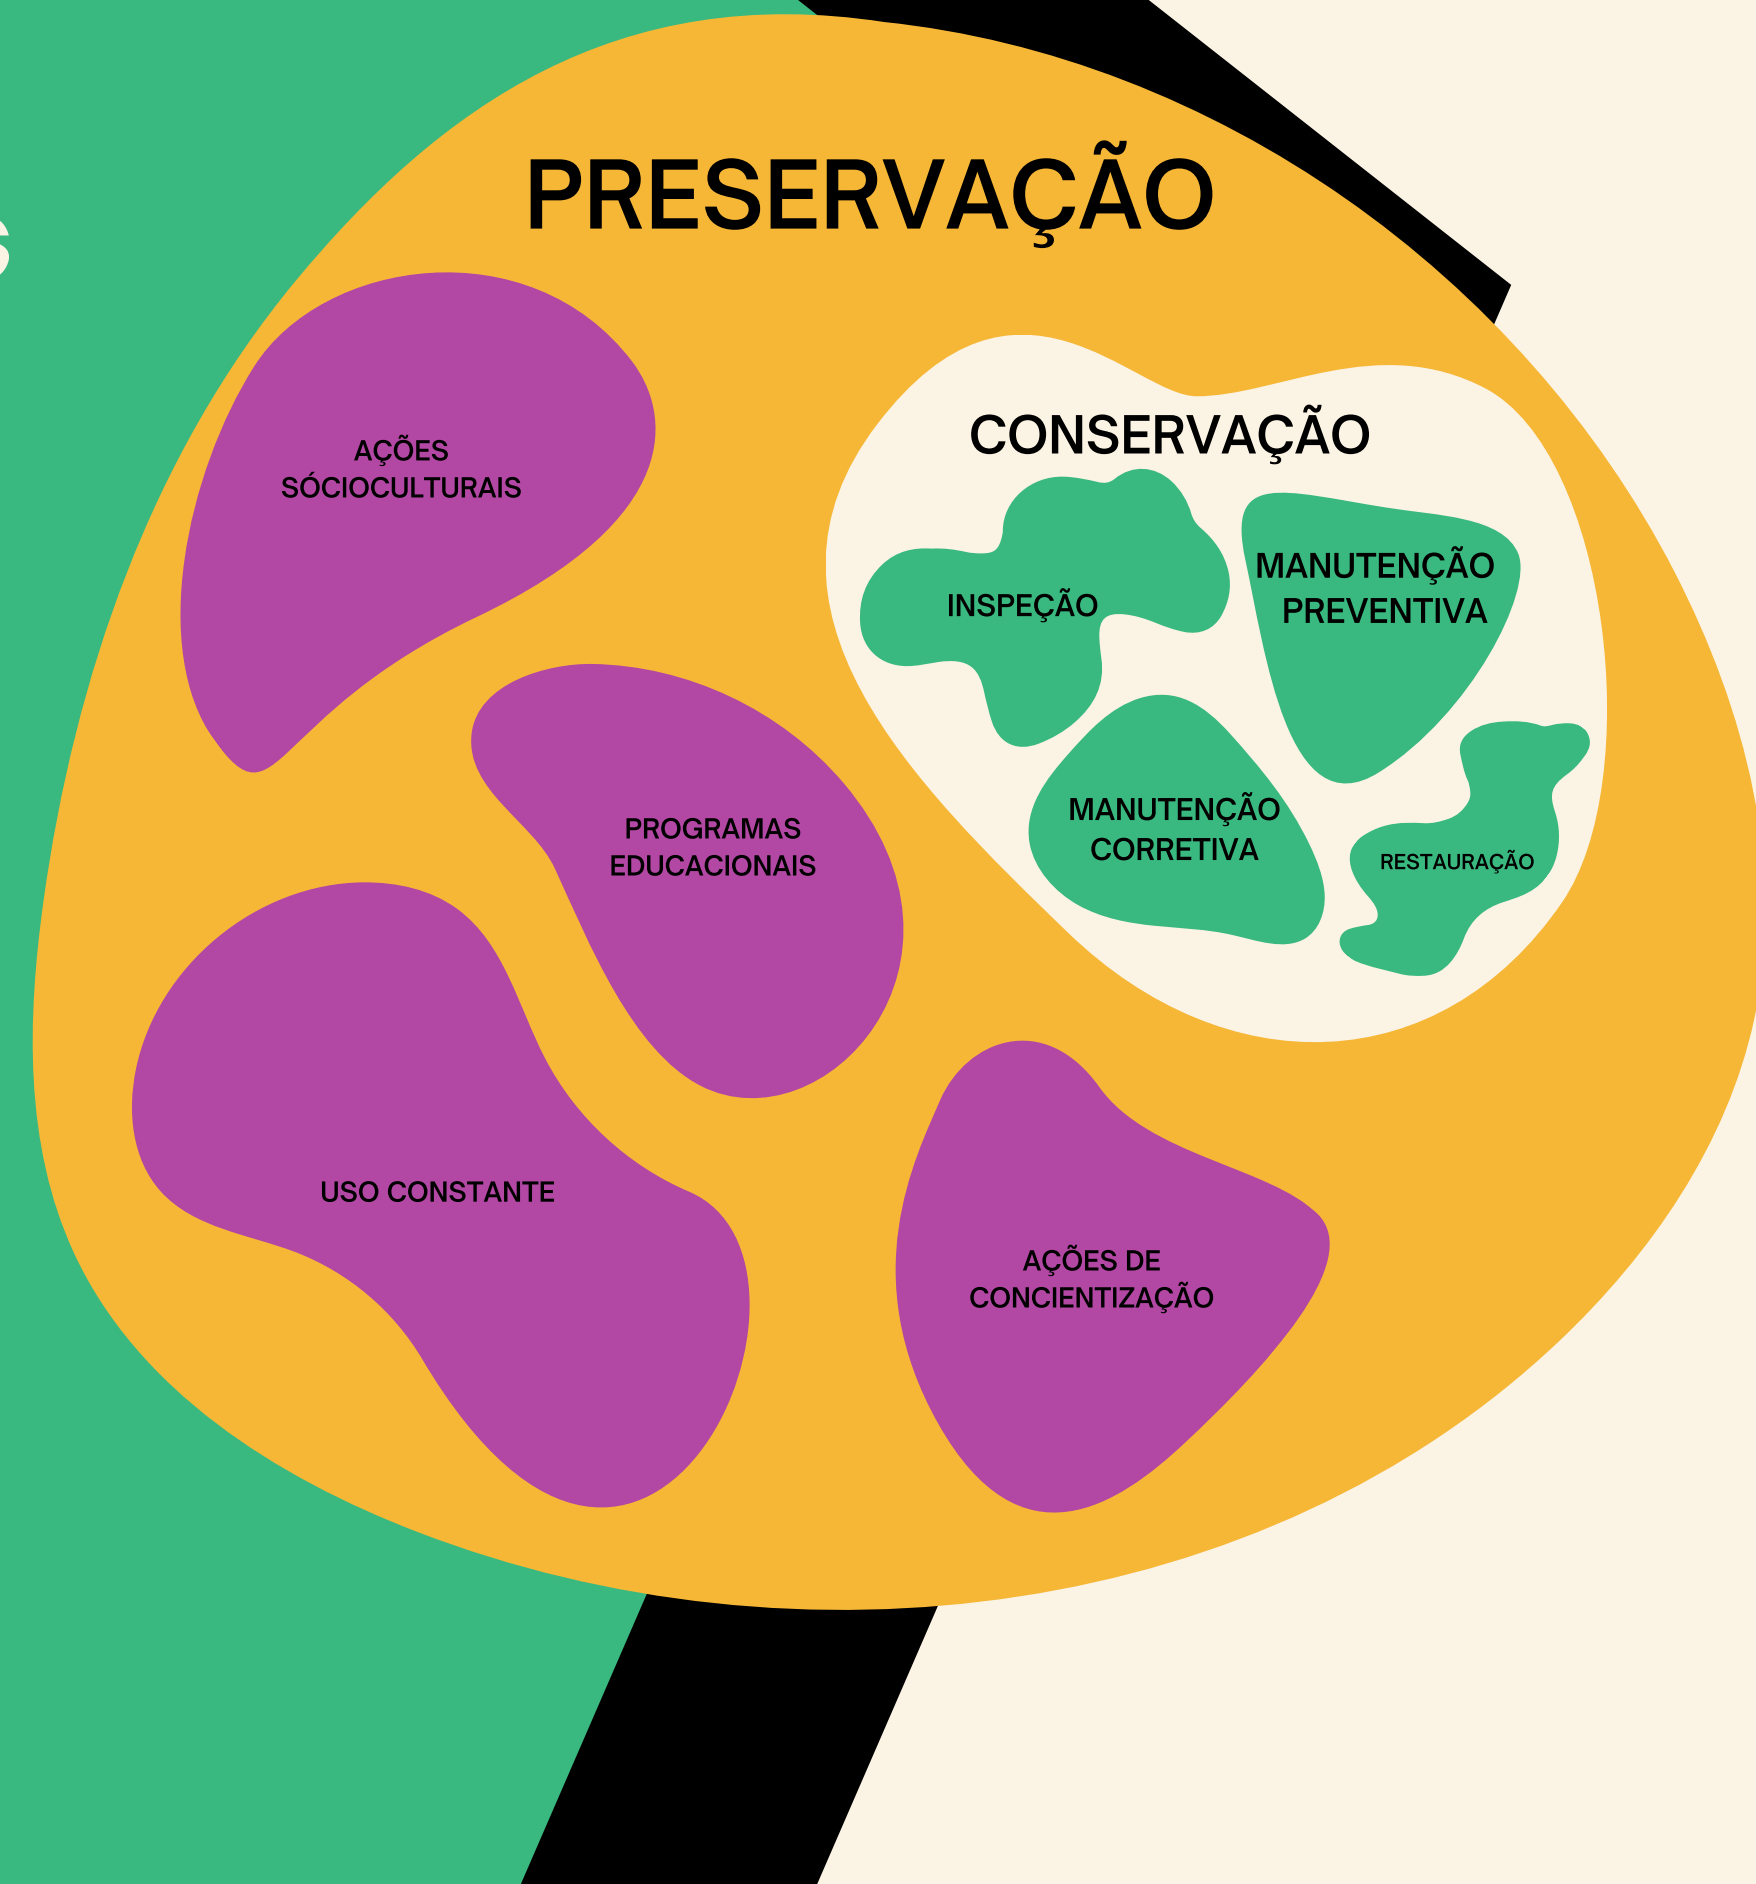 PRESERVAÇÃO
AÇÕES
SÓCIOCULTURAIS
CONSERVAÇÃO
INSPEÇÃO
MANUTENÇÃO
PREVENTIVA
MANUTENÇÃO
CORRETIVA
RESTAURAÇÃO
PROGRAMAS
EDUCACIONAIS
USO CONSTANTE
AÇÕES DE
CONCIENTIZAÇÃO